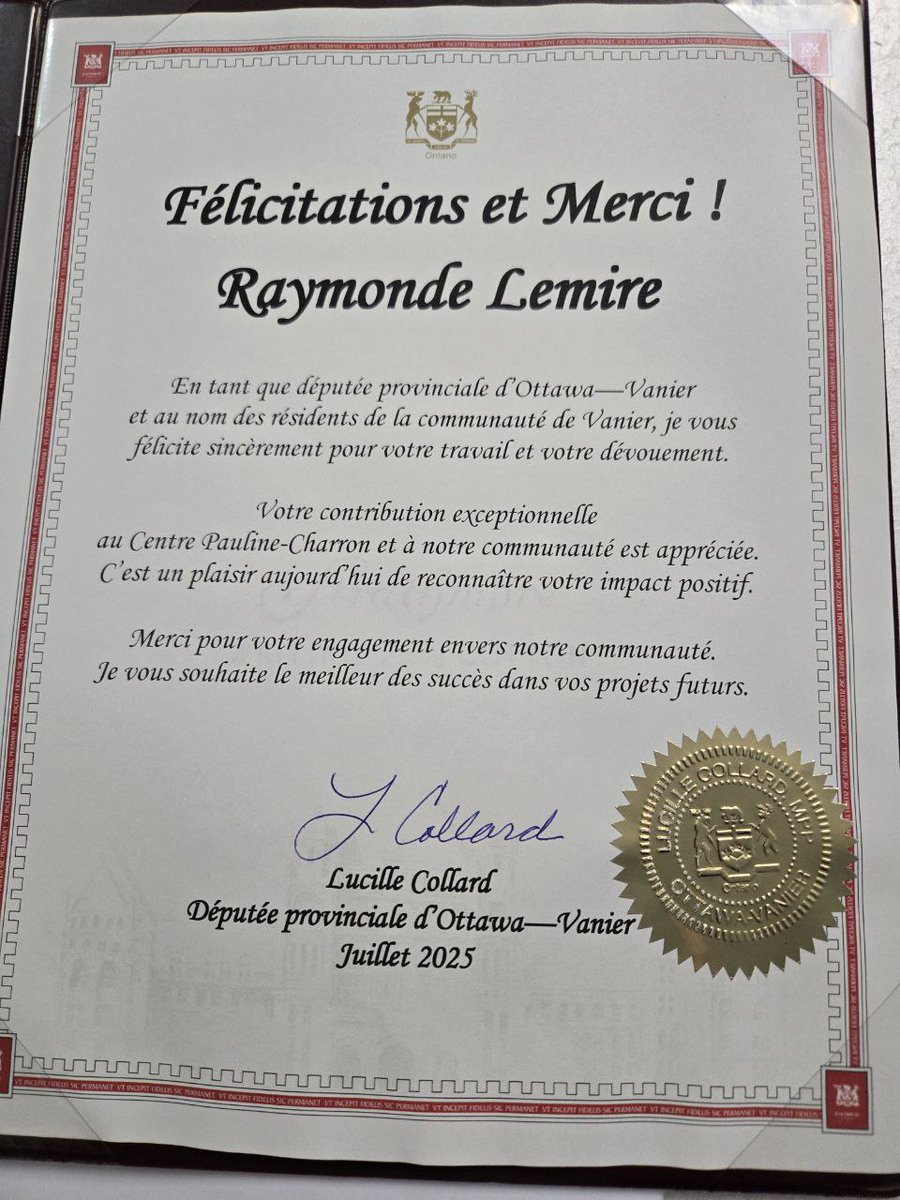 Ontario
Félicitations et Merci !
Raymonde Lemire
En tant que députée provinciale d'Ottawa—Vanier
et au nom des résidents de la communauté de Vanier, je vous
félicite sincèrement pour votre travail et votre dévouement.
Votre contribution exceptionnelle
au Centre Pauline-Charron et à notre communauté est appréciée.
C'est un plaisir aujourd'hui de reconnaître votre impact positif.
Merci pour votre engagement envers notre communauté.
Je vous souhaite le meilleur des succès dans vos projets futurs.
L Collard
Lucille Collard
Députée provinciale d'Ottawa—Vanier
Juillet 2025
LUCILLE COLLARD, MPP
Ontario
OTTAWA-VANIER
VT INCEPIT FIDELIS SIC PERMANET